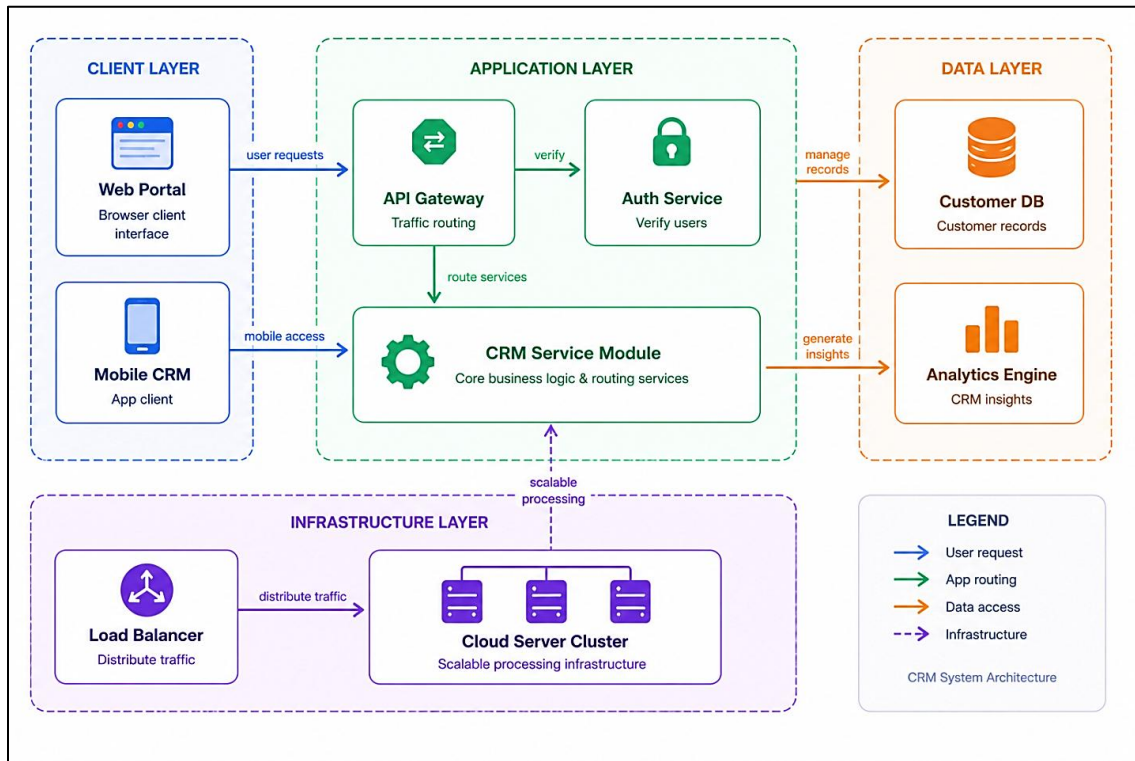 CLIENT LAYER
Web Portal
Browser client
interface
Mobile CRM
App client
user requests
mobile access
APPLICATION LAYER
API Gateway
Traffic routing
verify
Auth Service
Verify users
route services
CRM Service Module
Core business logic & routing services
manage
records
generate
insights
DATA LAYER
Customer DB
Customer records
Analytics Engine
CRM insights
scalable
processing
INFRASTRUCTURE LAYER
Load Balancer
Distribute traffic
distribute traffic
Cloud Server Cluster
Scalable processing infrastructure
LEGEND
User request
App routing
Data access
Infrastructure
CRM System Architecture